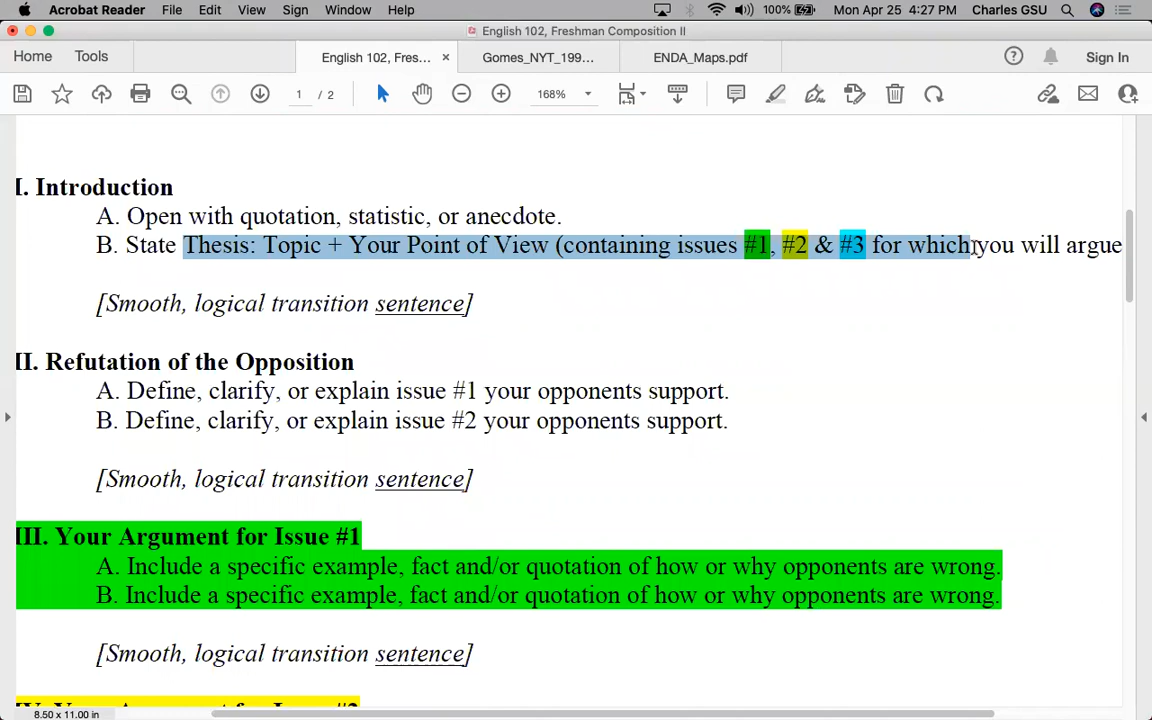 Acrobat Reader File Edit View Sign Window Help 100% Mon Apr 25 4:27 PM Charles GSU
English 102, Freshman Composition II
Home Tools English 102, Fres... × Gomes_NYT_199... ENDA_Maps.pdf Sign In
1 / 2 168%
I. Introduction
A. Open with quotation, statistic, or anecdote.
B. State Thesis: Topic + Your Point of View (containing issues #1, #2 & #3 for which you will argue
[Smooth, logical transition sentence]
II. Refutation of the Opposition
A. Define, clarify, or explain issue #1 your opponents support.
B. Define, clarify, or explain issue #2 your opponents support.
[Smooth, logical transition sentence]
III. Your Argument for Issue #1
A. Include a specific example, fact and/or quotation of how or why opponents are wrong.
B. Include a specific example, fact and/or quotation of how or why opponents are wrong.
[Smooth, logical transition sentence]
IV. Your Argument for Issue #2
8.50 x 11.00 in